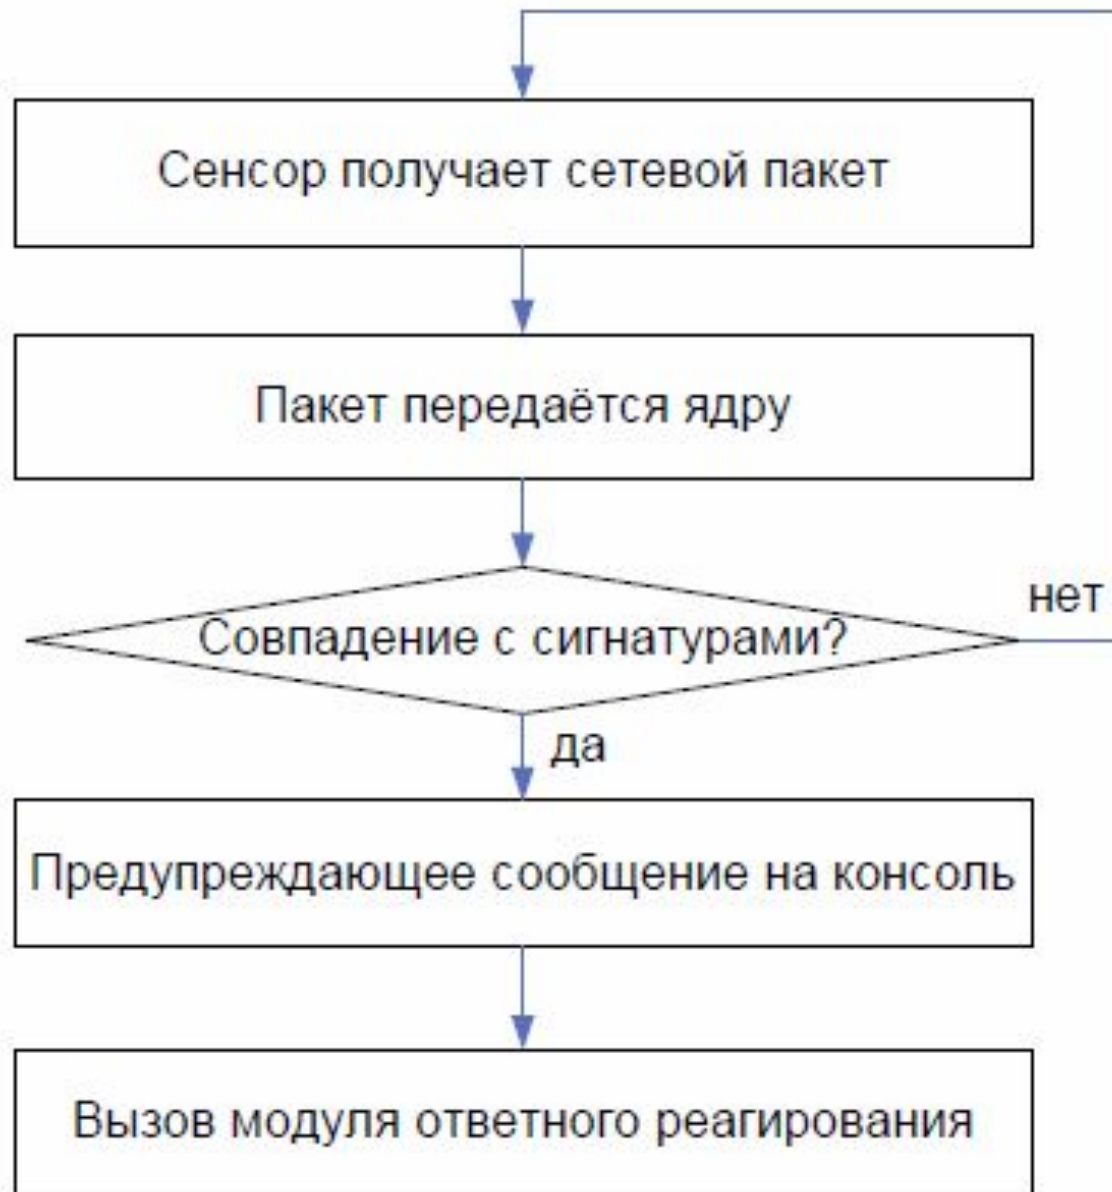 Сенсор получает сетевой пакет
Пакет передаётся ядру
Совпадение с сигнатурами?
нет
да
Предупреждающее сообщение на консоль
Вызов модуля ответного реагирования